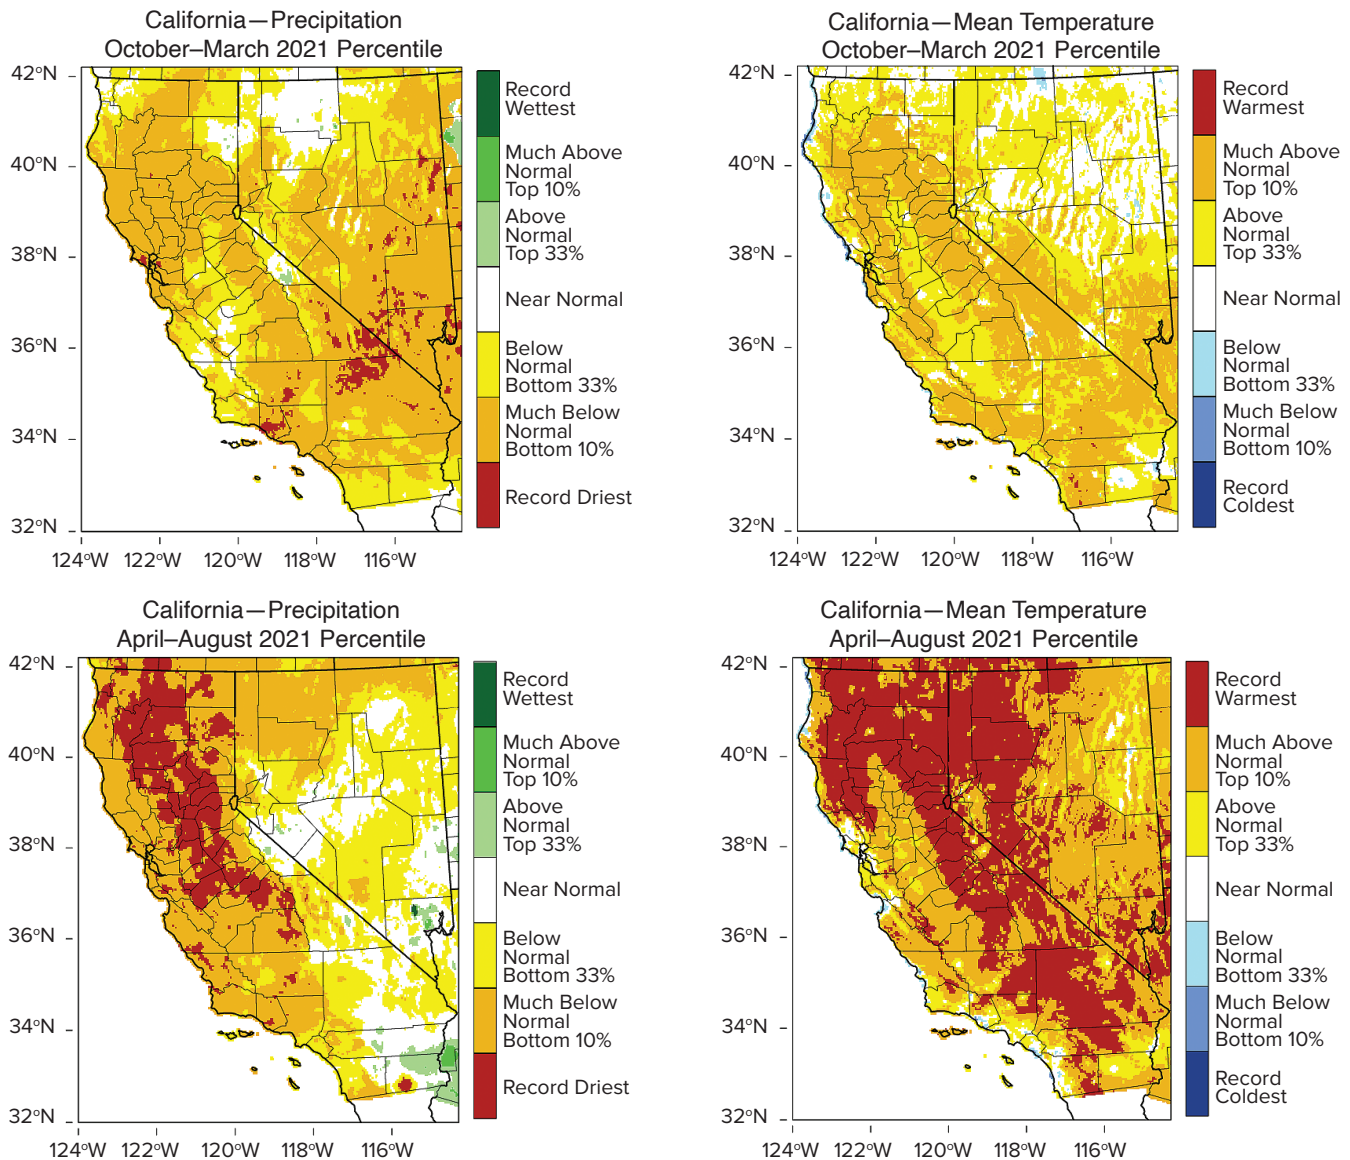 California—Precipitation
October–March 2021 Percentile
42°N
40°N
38°N
36°N
34°N
32°N
124°W 122°W 120°W 118°W 116°W
Record
Wettest
Much Above
Normal
Top 10%
Above
Normal
Top 33%
Near Normal
Below
Normal
Bottom 33%
Much Below
Normal
Bottom 10%
Record Driest
California—Mean Temperature
October–March 2021 Percentile
42°N
40°N
38°N
36°N
34°N
32°N
124°W 122°W 120°W 118°W 116°W
Record
Warmest
Much Above
Normal
Top 10%
Above
Normal
Top 33%
Near Normal
Below
Normal
Bottom 33%
Much Below
Normal
Bottom 10%
Record
Coldest
California—Precipitation
April–August 2021 Percentile
42°N
40°N
38°N
36°N
34°N
32°N
124°W 122°W 120°W 118°W 116°W
Record
Wettest
Much Above
Normal
Top 10%
Above
Normal
Top 33%
Near Normal
Below
Normal
Bottom 33%
Much Below
Normal
Bottom 10%
Record Driest
California—Mean Temperature
April–August 2021 Percentile
42°N
40°N
38°N
36°N
34°N
32°N
124°W 122°W 120°W 118°W 116°W
Record
Warmest
Much Above
Normal
Top 10%
Above
Normal
Top 33%
Near Normal
Below
Normal
Bottom 33%
Much Below
Normal
Bottom 10%
Record
Coldest